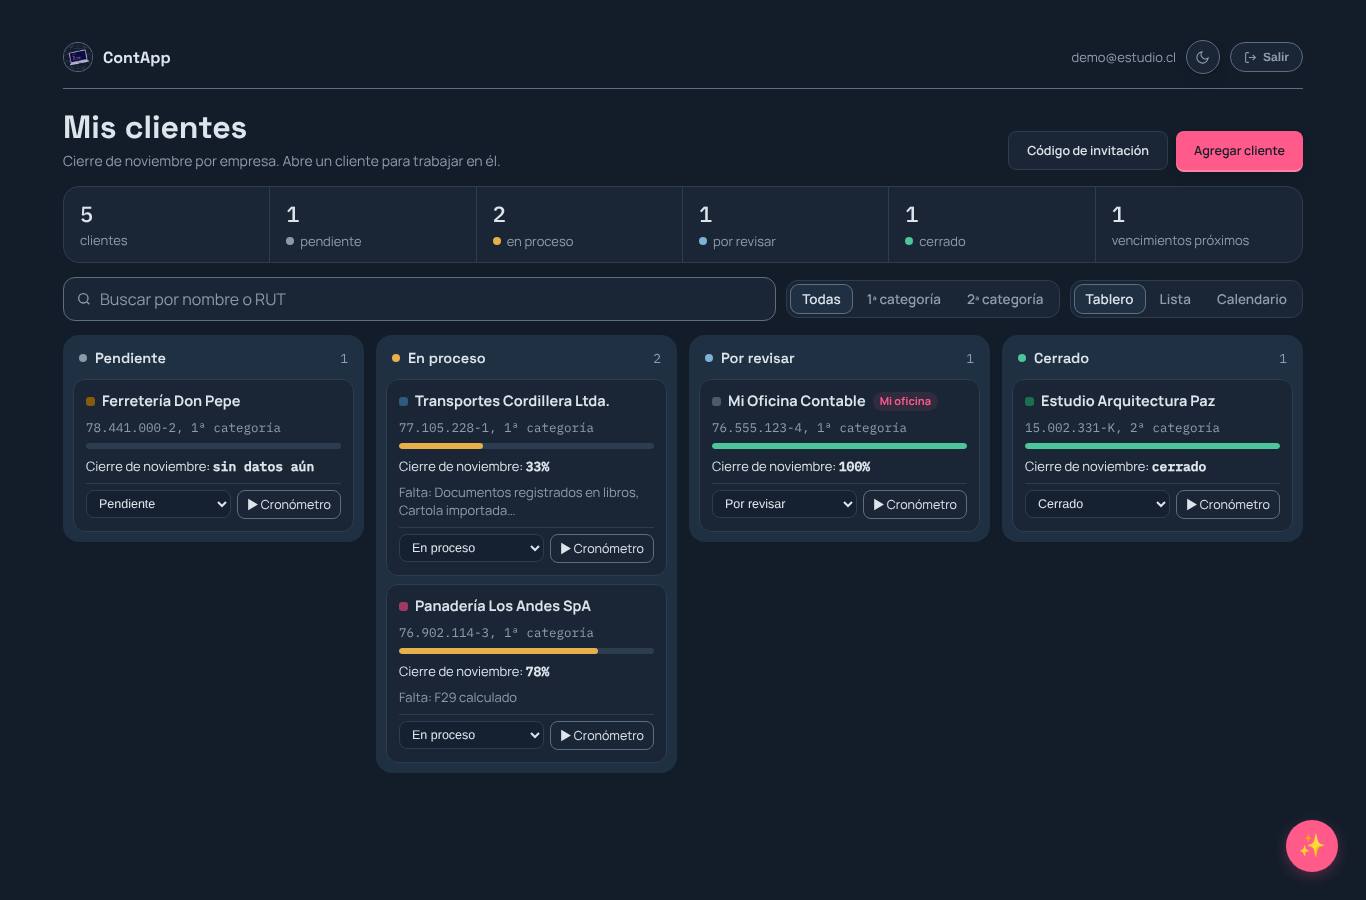 ContApp
demo@estudio.cl
Salir
Mis clientes
Cierre de noviembre por empresa. Abre un cliente para trabajar en él.
Código de invitación
Agregar cliente
5
clientes
1
pendiente
2
en proceso
1
por revisar
1
cerrado
1
vencimientos próximos
Buscar por nombre o RUT
Todas
1ª categoría
2ª categoría
Tablero
Lista
Calendario
Pendiente 1
Ferretería Don Pepe
78.441.000-2, 1ª categoría
Cierre de noviembre: sin datos aún
Pendiente
▶ Cronómetro
En proceso 2
Transportes Cordillera Ltda.
77.105.228-1, 1ª categoría
Cierre de noviembre: 33%
Falta: Documentos registrados en libros,
Cartola importada…
En proceso
▶ Cronómetro
Panadería Los Andes SpA
76.902.114-3, 1ª categoría
Cierre de noviembre: 78%
Falta: F29 calculado
En proceso
▶ Cronómetro
Por revisar 1
Mi Oficina Contable Mi oficina
76.555.123-4, 1ª categoría
Cierre de noviembre: 100%
Por revisar
▶ Cronómetro
Cerrado 1
Estudio Arquitectura Paz
15.002.331-K, 2ª categoría
Cierre de noviembre: cerrado
Cerrado
▶ Cronómetro